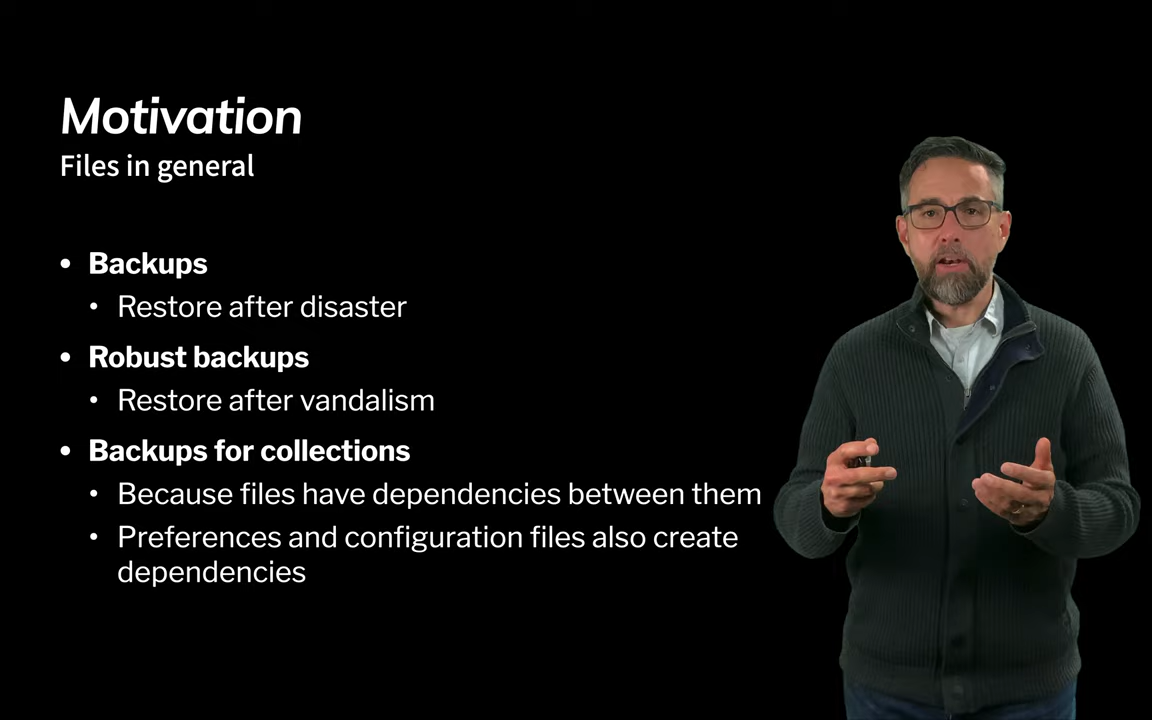 Motivation
Files in general
• Backups
• Restore after disaster
• Robust backups
• Restore after vandalism
• Backups for collections
• Because files have dependencies between them
• Preferences and configuration files also create
dependencies